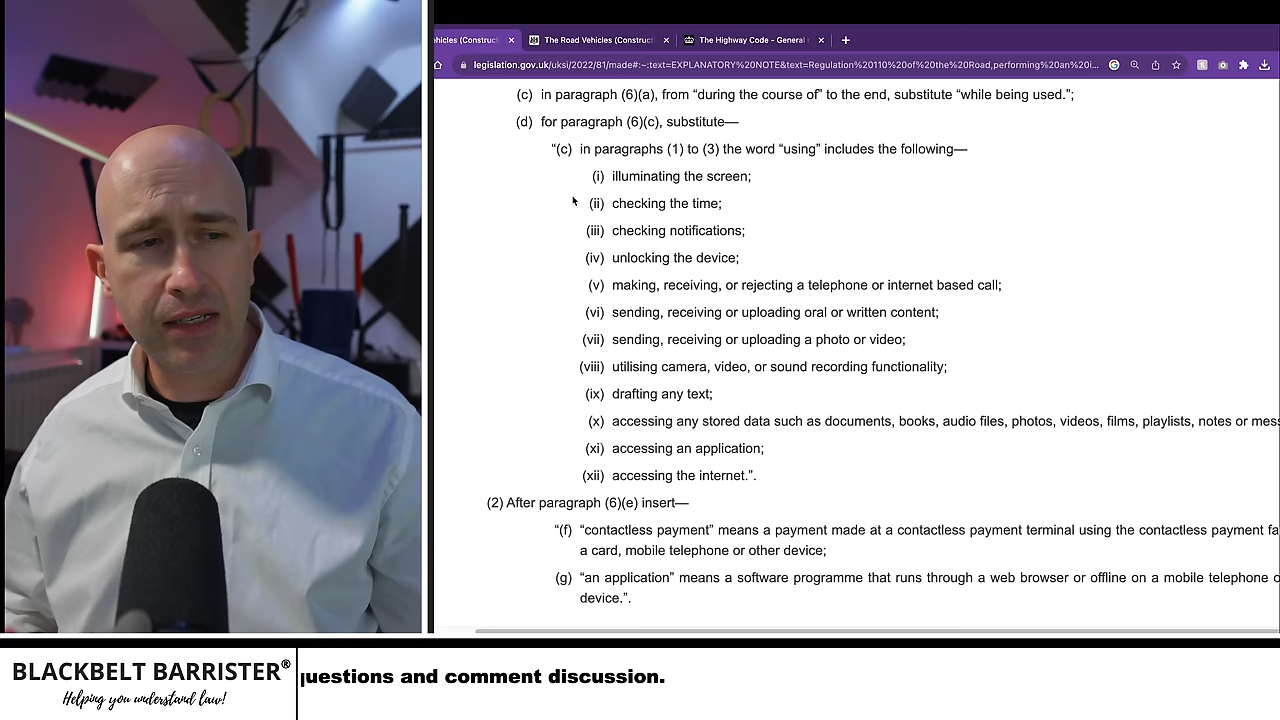 ehicles (Construct
The Road Vehicles (Construct
The Highway Code - General
legislation.gov.uk/uksi/2022/81/made#:~:text=EXPLANATORY%20NOTE&text=Regulation%20110%20of%20the%20Road,performing%20an%20i...
(c) in paragraph (6)(a), from “during the course of” to the end, substitute “while being used.”;
(d) for paragraph (6)(c), substitute—
“(c) in paragraphs (1) to (3) the word “using” includes the following—
(i) illuminating the screen;
(ii) checking the time;
(iii) checking notifications;
(iv) unlocking the device;
(v) making, receiving, or rejecting a telephone or internet based call;
(vi) sending, receiving or uploading oral or written content;
(vii) sending, receiving or uploading a photo or video;
(viii) utilising camera, video, or sound recording functionality;
(ix) drafting any text;
(x) accessing any stored data such as documents, books, audio files, photos, videos, films, playlists, notes or mess
(xi) accessing an application;
(xii) accessing the internet.”.
(2) After paragraph (6)(e) insert—
“(f) “contactless payment” means a payment made at a contactless payment terminal using the contactless payment fa
a card, mobile telephone or other device;
(g) “an application” means a software programme that runs through a web browser or offline on a mobile telephone o
device.”.
BLACKBELT BARRISTER®
Helping you understand law!
questions and comment discussion.